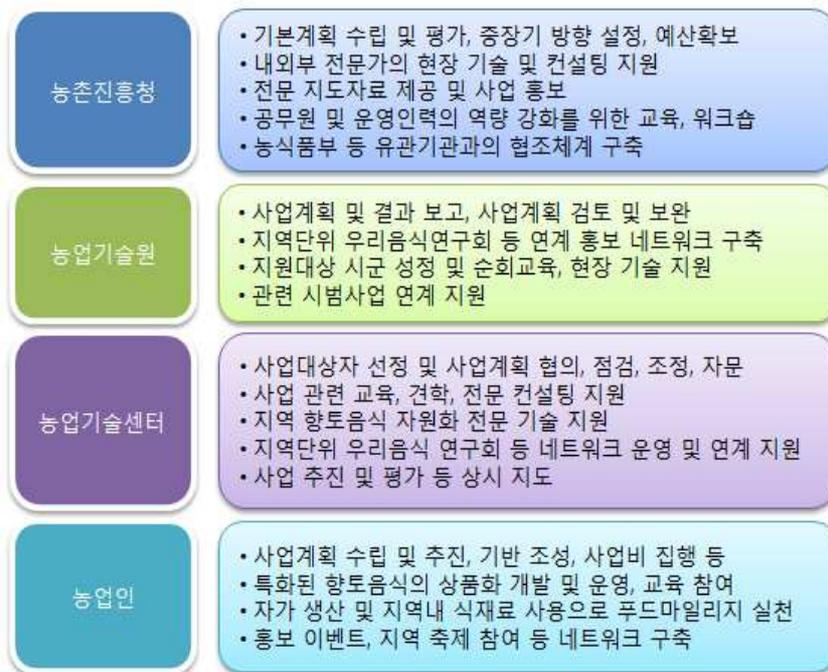 농촌진흥청
• 기본계획 수립 및 평가, 중장기 방향 설정, 예산확보
• 내외부 전문가의 현장 기술 및 컨설팅 지원
• 전문 지도자료 제공 및 사업 홍보
• 공무원 및 운영인력의 역량 강화를 위한 교육, 워크숍
• 농식품부 등 유관기관과의 협조체계 구축
농업기술원
• 사업계획 및 결과 보고, 사업계획 검토 및 보완
• 지역단위 우리음식연구회 등 연계 홍보 네트워크 구축
• 지원대상 시군 성정 및 순회교육, 현장 기술 지원
• 관련 시범사업 연계 지원
농업기술센터
• 사업대상자 선정 및 사업계획 협의, 점검, 조정, 자문
• 사업 관련 교육, 견학, 전문 컨설팅 지원
• 지역 향토음식 자원화 전문 기술 지원
• 지역단위 우리음식 연구회 등 네트워크 운영 및 연계 지원
• 사업 추진 및 평가 등 상시 지도
농업인
• 사업계획 수립 및 추진, 기반 조성, 사업비 집행 등
• 특화된 향토음식의 상품화 개발 및 운영, 교육 참여
• 자가 생산 및 지역내 식재료 사용으로 푸드마일리지 실천
• 홍보 이벤트, 지역 축제 참여 등 네트워크 구축